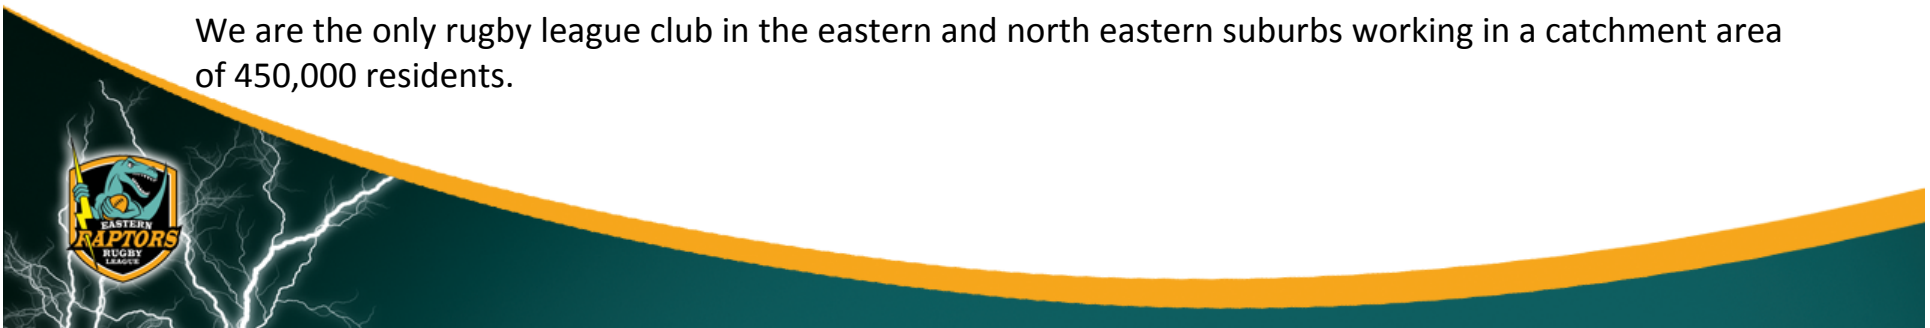 We are the only rugby league club in the eastern and north eastern suburbs working in a catchment area
of 450,000 residents.
EASTERN
RAPTORS
RUGBY
LEAGUE